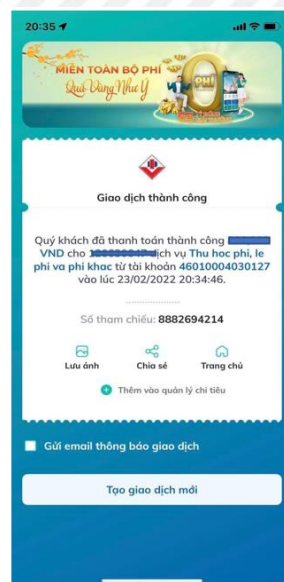 20:35
MIỄN TOÀN BỘ PHÍ
Quà Vàng Như Ý
PHÍ
Giao dịch thành công
Quý khách đã thanh toán thành công
VND cho dịch vụ Thu hoc phi, le
phi va phi khac từ tài khoản 46010004030127
vào lúc 23/02/2022 20:34:46.
Số tham chiếu: 8882694214
Lưu ảnh Chia sẻ Trang chủ
Thêm vào quản lý chi tiêu
Gửi email thông báo giao dịch
Tạo giao dịch mới